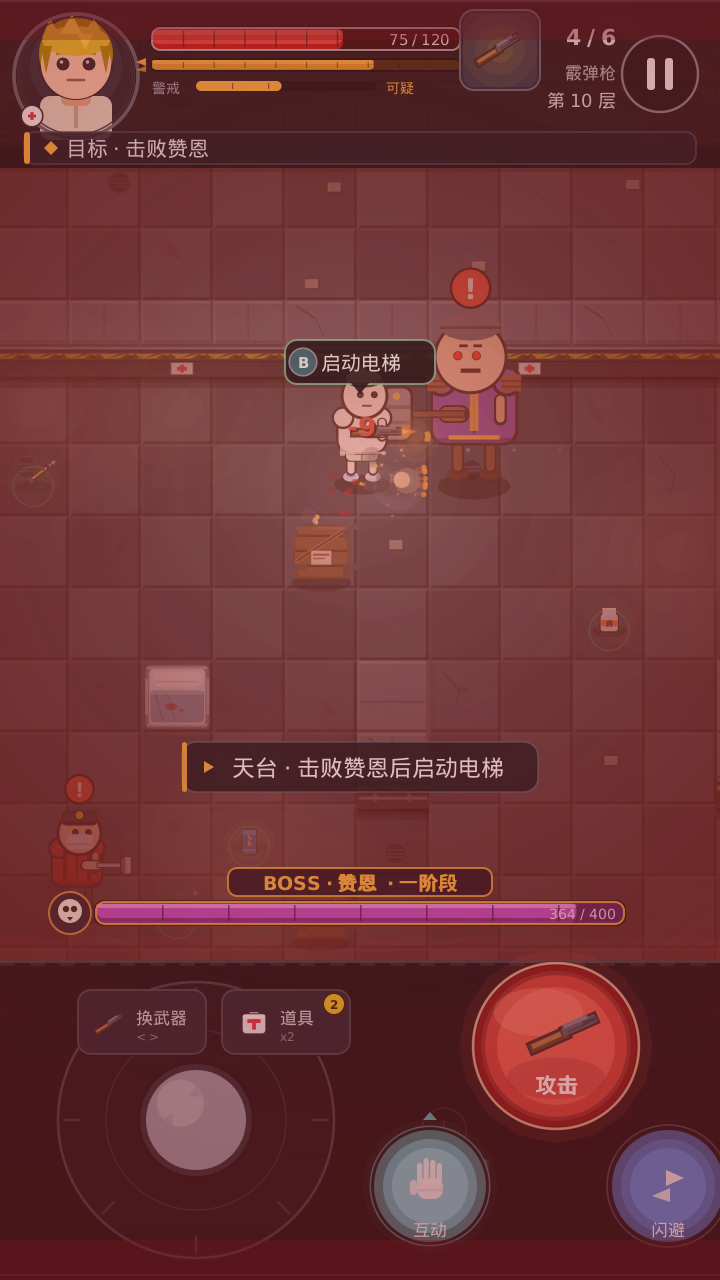 75 / 120
4 / 6
霰弹枪
警戒
可疑
第 10 层
目标 · 击败赞恩
!
B 启动电梯
-9
天台 · 击败赞恩后启动电梯
!
BOSS · 赞恩 · 一阶段
364 / 400
换武器
< >
道具
x2
2
攻击
互动
闪避